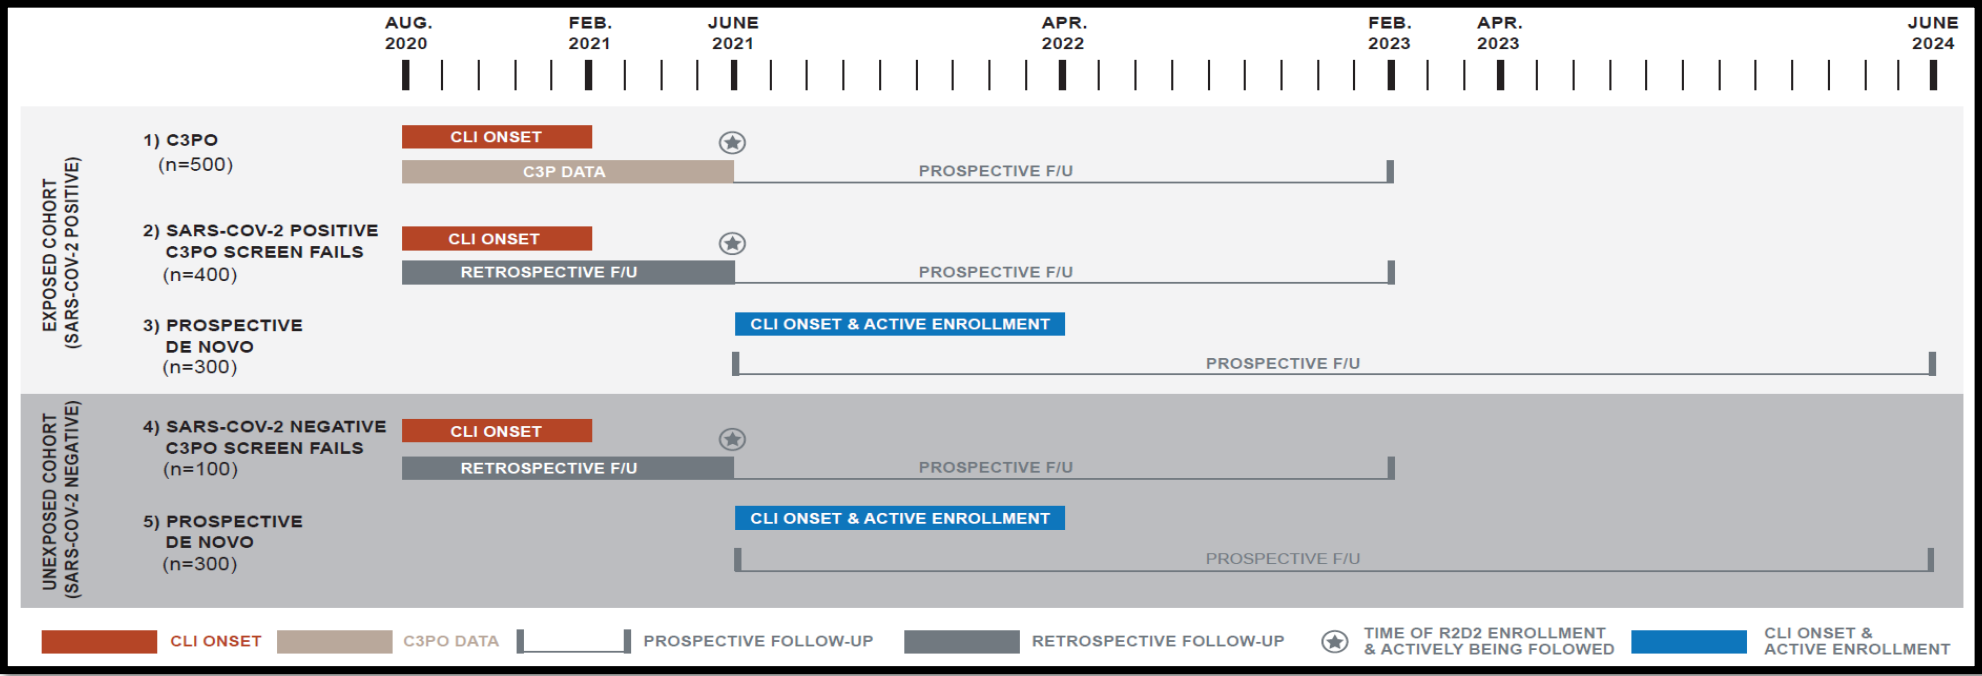 AUG. FEB. JUNE APR. FEB. APR. JUNE
2020 2021 2021 2022 2023 2023 2024
EXPOSED COHORT
(SARS-COV-2 POSITIVE)
1) C3PO
(n=500)
CLI ONSET
C3P DATA
PROSPECTIVE F/U
2) SARS-COV-2 POSITIVE
C3PO SCREEN FAILS
(n=400)
CLI ONSET
RETROSPECTIVE F/U
PROSPECTIVE F/U
3) PROSPECTIVE
DE NOVO
(n=300)
CLI ONSET & ACTIVE ENROLLMENT
PROSPECTIVE F/U
UNEXPOSED COHORT
(SARS-COV-2 NEGATIVE)
4) SARS-COV-2 NEGATIVE
C3PO SCREEN FAILS
(n=100)
CLI ONSET
RETROSPECTIVE F/U
PROSPECTIVE F/U
5) PROSPECTIVE
DE NOVO
(n=300)
CLI ONSET & ACTIVE ENROLLMENT
PROSPECTIVE F/U
CLI ONSET
C3PO DATA
PROSPECTIVE FOLLOW-UP
RETROSPECTIVE FOLLOW-UP
TIME OF R2D2 ENROLLMENT
& ACTIVELY BEING FOLOWED
CLI ONSET &
ACTIVE ENROLLMENT